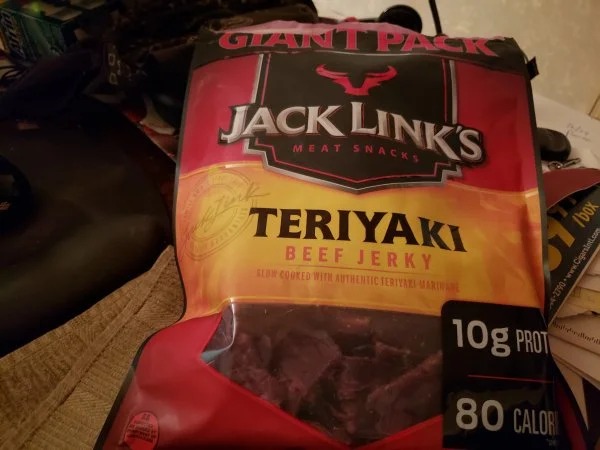 GIANT PACK
JACK LINK'S
MEAT SNACKS
TERIYAKI
BEEF JERKY
SLOW COOKED WITH AUTHENTIC TERIYAKI MARINADE
10g PROT
80 CALOR
/box